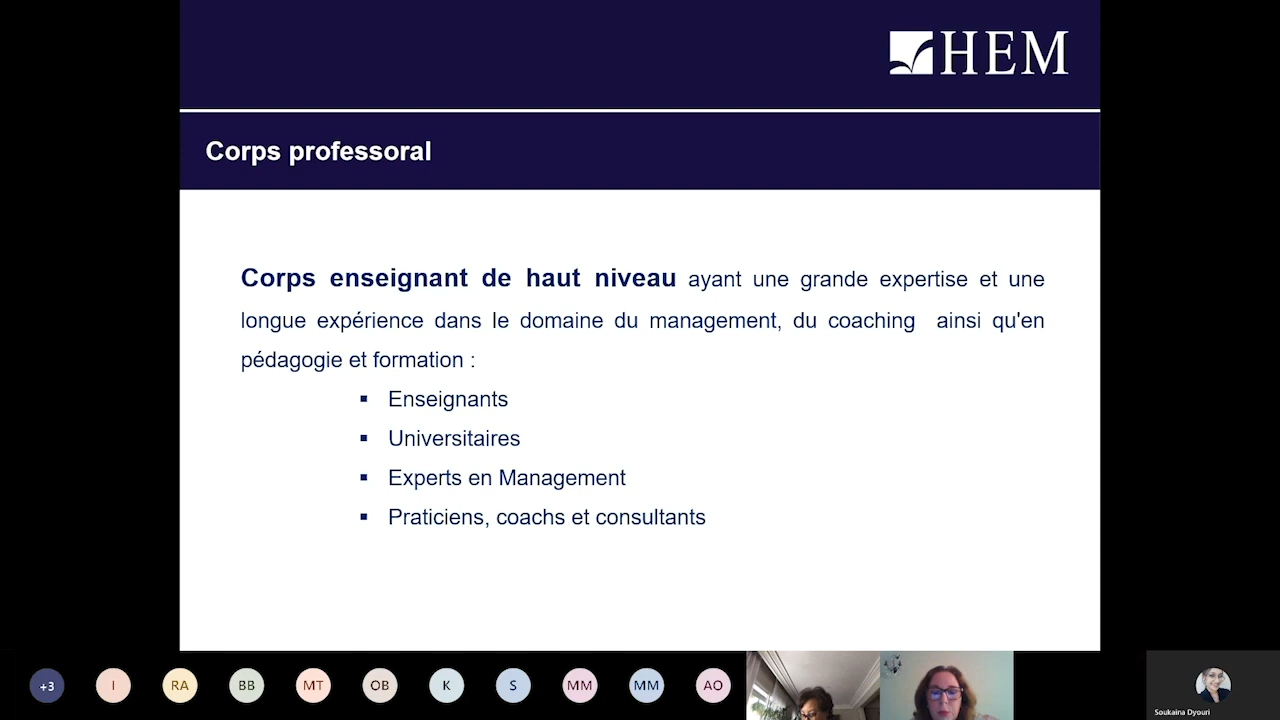 HEM
Corps professoral
Corps enseignant de haut niveau ayant une grande expertise et une
longue expérience dans le domaine du management, du coaching ainsi qu'en
pédagogie et formation :
▪ Enseignants
▪ Universitaires
▪ Experts en Management
▪ Praticiens, coachs et consultants
+3 I RA BB MT OB K S MM MM AO
Soukaina Dyouri